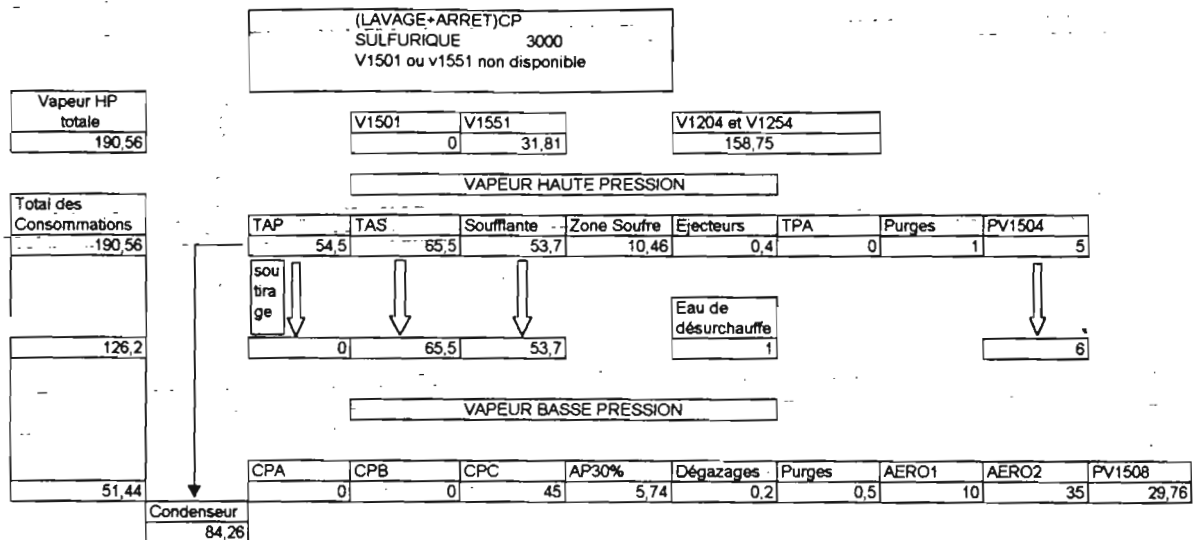 (LAVAGE+ARRET)CP
SULFURIQUE 3000
V1501 ou v1551 non disponible
Vapeur HP
totale
190,56
V1501 V1551 V1204 et V1254
0 31,81 158,75
VAPEUR HAUTE PRESSION
Total des
Consommations
190,56
TAP TAS Soufflante Zone Soufre Ejecteurs TPA Purges PV1504
54,5 65,5 53,7 10,46 0,4 0 1 5
sou
tira
ge
Eau de
désurchauffe
126,2 0 65,5 53,7 1 6
VAPEUR BASSE PRESSION
CPA CPB CPC AP30% Dégazages Purges AERO1 AERO2 PV1508
51,44 0 0 45 5,74 0,2 0,5 10 35 29,76
Condenseur
84,26